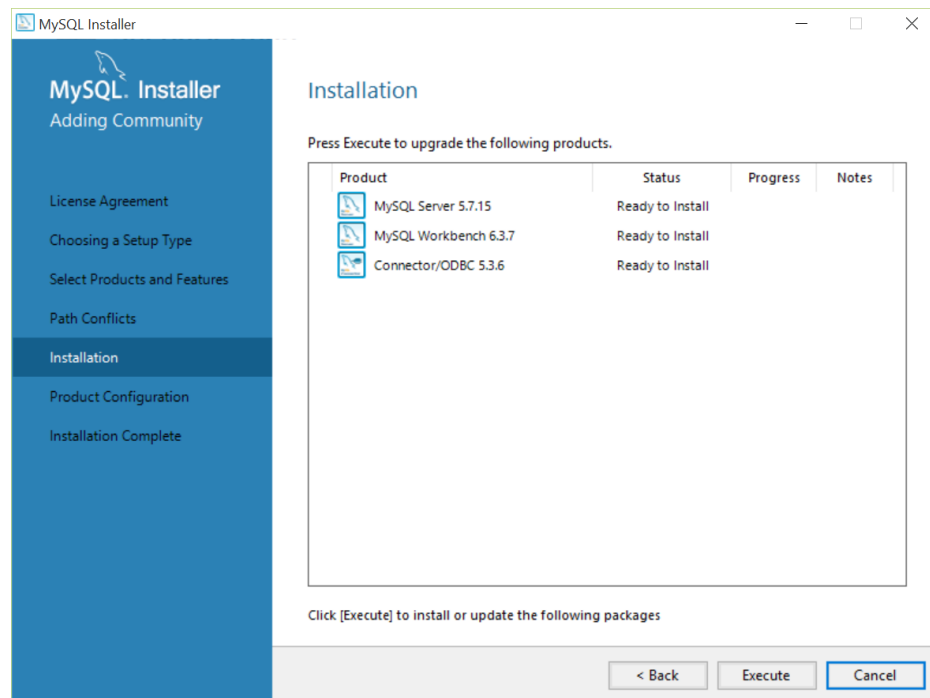 MySQL Installer
MySQL. Installer
Adding Community
License Agreement
Choosing a Setup Type
Select Products and Features
Path Conflicts
Installation
Product Configuration
Installation Complete
Installation
Press Execute to upgrade the following products.
Product Status Progress Notes
MySQL Server 5.7.15 Ready to Install
MySQL Workbench 6.3.7 Ready to Install
Connector/ODBC 5.3.6 Ready to Install
Click [Execute] to install or update the following packages
< Back Execute Cancel